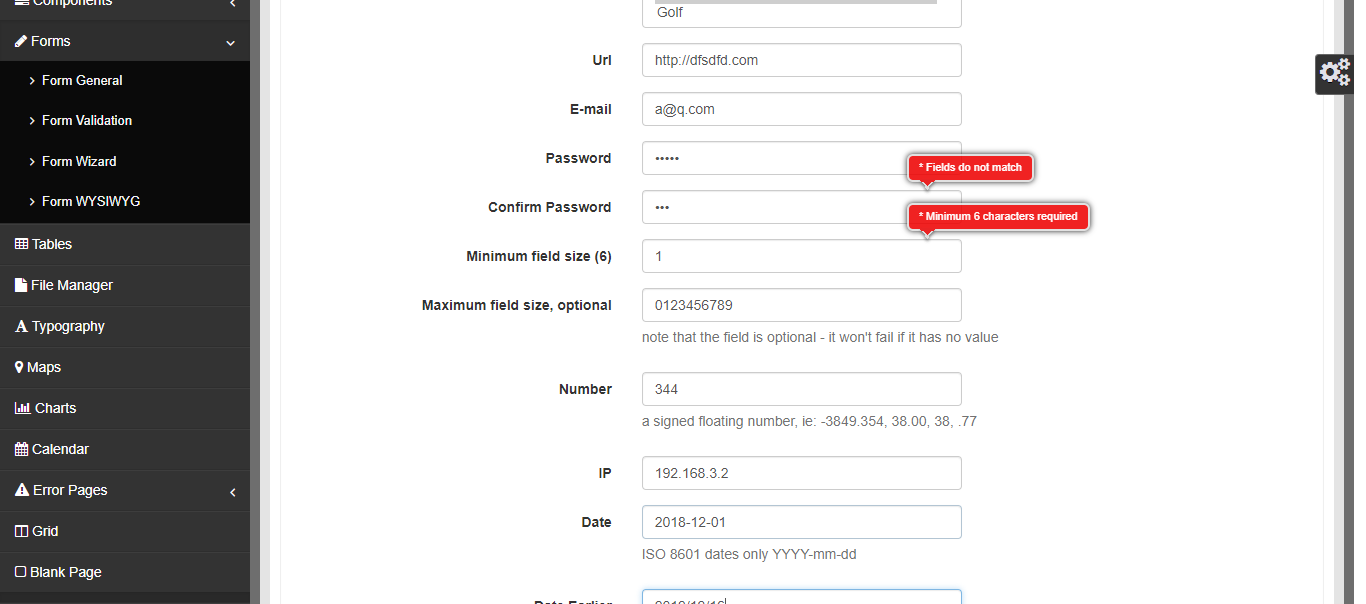 Components
Forms
Form General
Form Validation
Form Wizard
Form WYSIWYG
Tables
File Manager
Typography
Maps
Charts
Calendar
Error Pages
Grid
Blank Page
Golf
Url http://dfsdfd.com
E-mail a@q.com
Password •••••
* Fields do not match
Confirm Password •••
* Minimum 6 characters required
Minimum field size (6) 1
Maximum field size, optional 0123456789
note that the field is optional - it won't fail if it has no value
Number 344
a signed floating number, ie: -3849.354, 38.00, 38, .77
IP 192.168.3.2
Date 2018-12-01
ISO 8601 dates only YYYY-mm-dd
Date Earlier